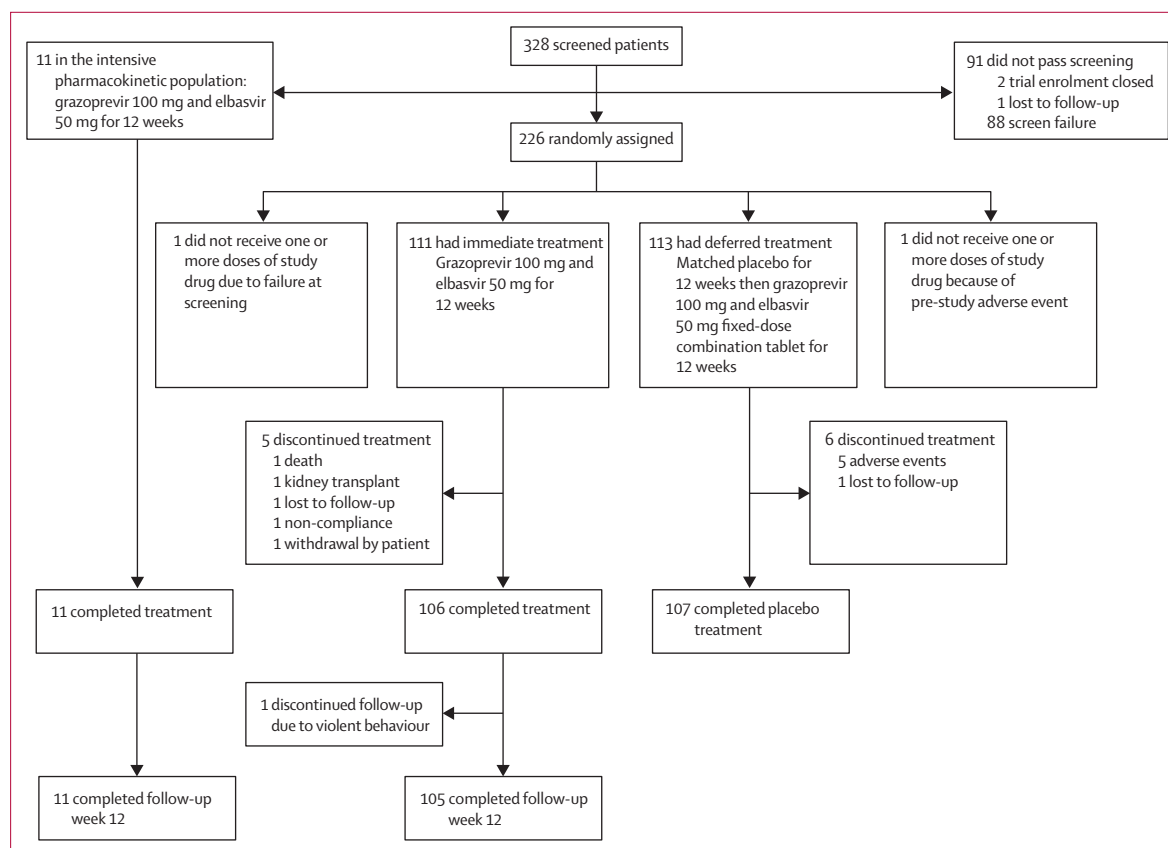 328 screened patients
11 in the intensive
pharmacokinetic population:
grazoprevir 100 mg and elbasvir
50 mg for 12 weeks
91 did not pass screening
2 trial enrolment closed
1 lost to follow-up
88 screen failure
226 randomly assigned
1 did not receive one or
more doses of study
drug due to failure at
screening
111 had immediate treatment
Grazoprevir 100 mg and
elbasvir 50 mg for
12 weeks
113 had deferred treatment
Matched placebo for
12 weeks then grazoprevir
100 mg and elbasvir
50 mg fixed-dose
combination tablet for
12 weeks
1 did not receive one or
more doses of study
drug because of
pre-study adverse event
5 discontinued treatment
1 death
1 kidney transplant
1 lost to follow-up
1 non-compliance
1 withdrawal by patient
6 discontinued treatment
5 adverse events
1 lost to follow-up
11 completed treatment
106 completed treatment
107 completed placebo
treatment
1 discontinued follow-up
due to violent behaviour
11 completed follow-up
week 12
105 completed follow-up
week 12